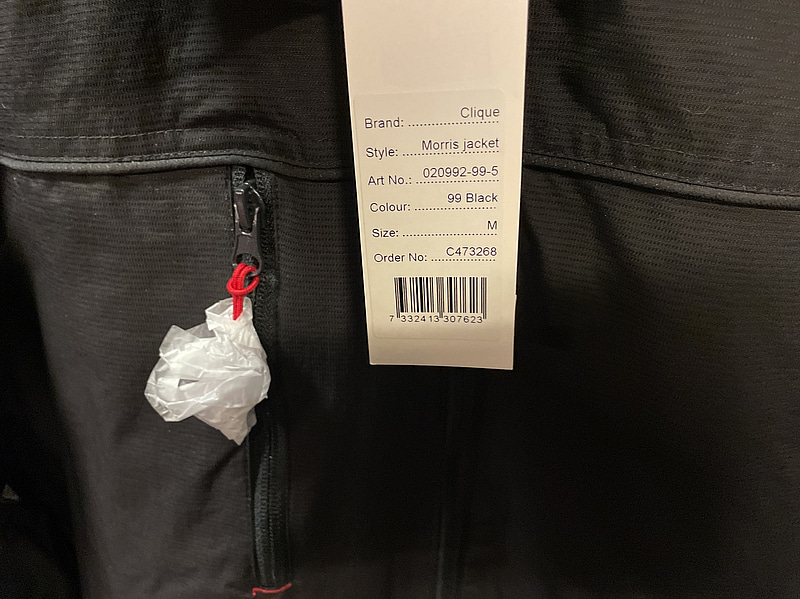 Brand: .................... Clique
Style: ... Morris jacket
Art No.: .. 020992-99-5
Colour: ............ 99 Black
Size: ......................... M
Order No: .... C473268
7 332413 307623